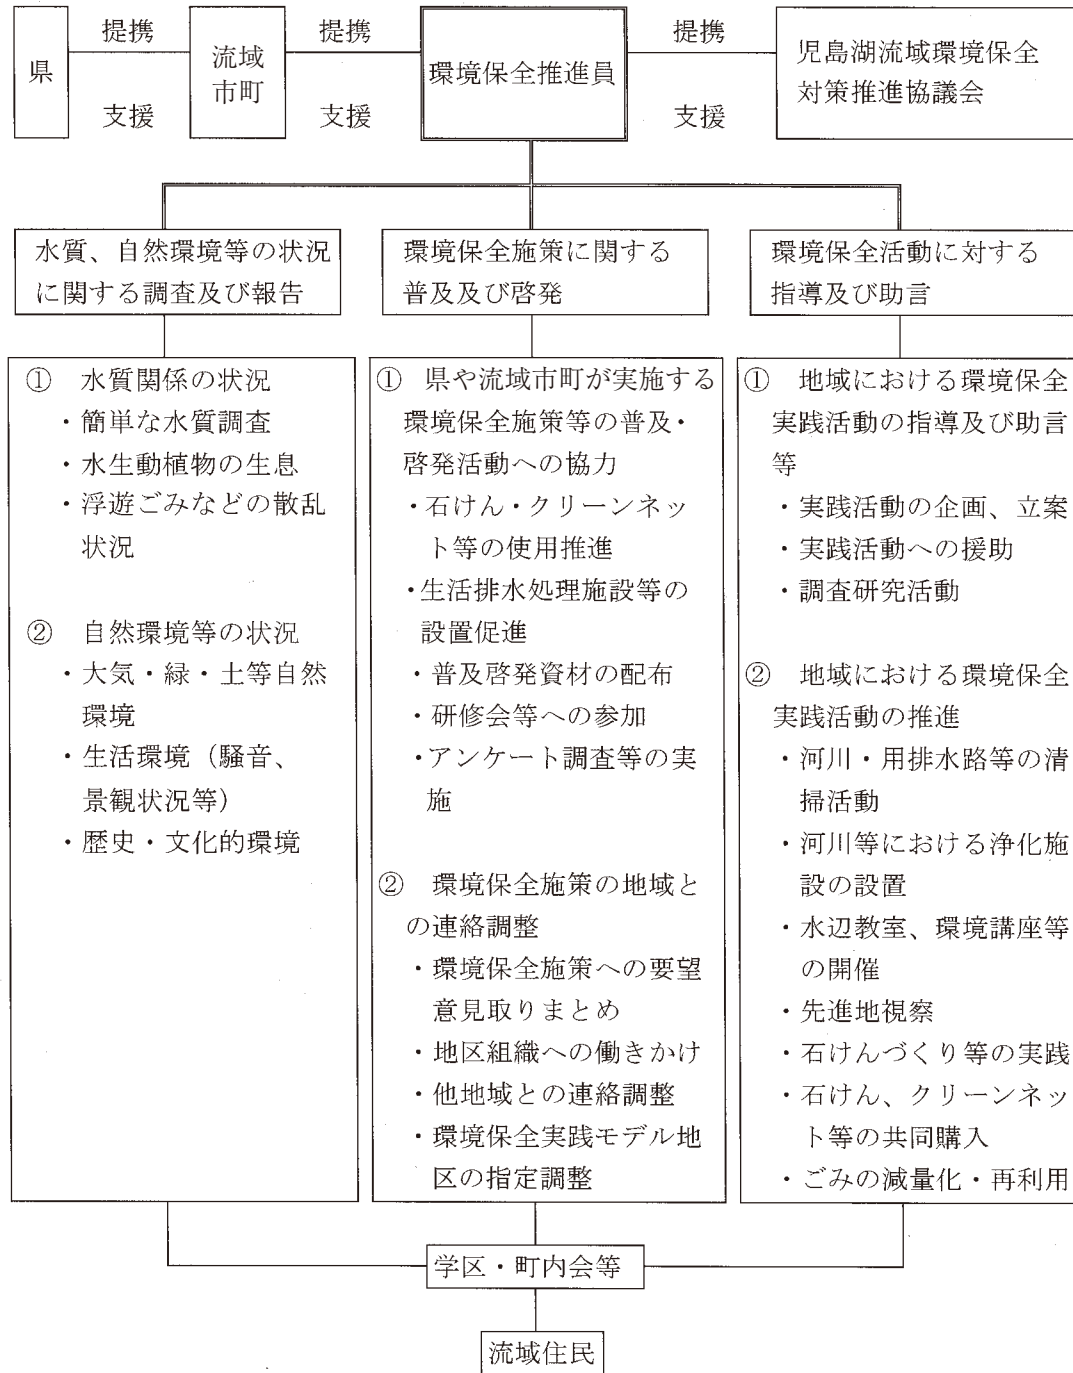 県
提携
支援
流域
市町
提携
支援
環境保全推進員
提携
支援
児島湖流域環境保全
対策推進協議会
水質、自然環境等の状況
に関する調査及び報告
① 水質関係の状況
・簡単な水質調査
・水生動植物の生息
・浮遊ごみなどの散乱
状況
② 自然環境等の状況
・大気・緑・土等自然
環境
・生活環境（騒音、
景観状況等）
・歴史・文化的環境
環境保全施策に関する
普及及び啓発
① 県や流域市町が実施する
環境保全施策等の普及・
啓発活動への協力
・石けん・クリーンネッ
ト等の使用推進
・生活排水処理施設等の
設置促進
・普及啓発資材の配布
・研修会等への参加
・アンケート調査等の実
施
② 環境保全施策の地域と
の連絡調整
・環境保全施策への要望
意見取りまとめ
・地区組織への働きかけ
・他地域との連絡調整
・環境保全実践モデル地
区の指定調整
環境保全活動に対する
指導及び助言
① 地域における環境保全
実践活動の指導及び助言
等
・実践活動の企画、立案
・実践活動への援助
・調査研究活動
② 地域における環境保全
実践活動の推進
・河川・用排水路等の清
掃活動
・河川等における浄化施
設の設置
・水辺教室、環境講座等
の開催
・先進地視察
・石けんづくり等の実践
・石けん、クリーンネッ
ト等の共同購入
・ごみの減量化・再利用
学区・町内会等
流域住民